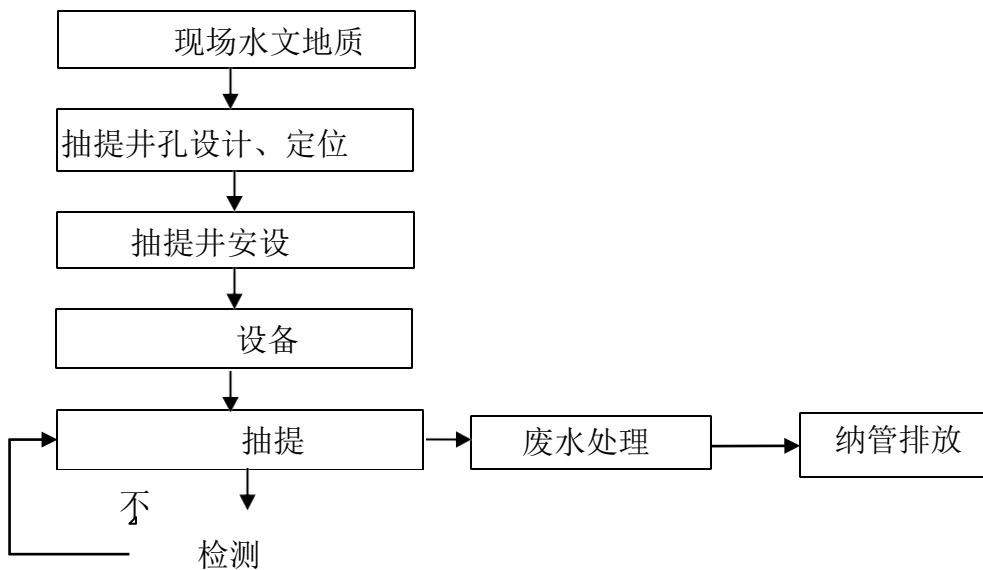 现场水文地质
抽提井孔设计、定位
抽提井安设
设备
抽提
废水处理
纳管排放
不
检测